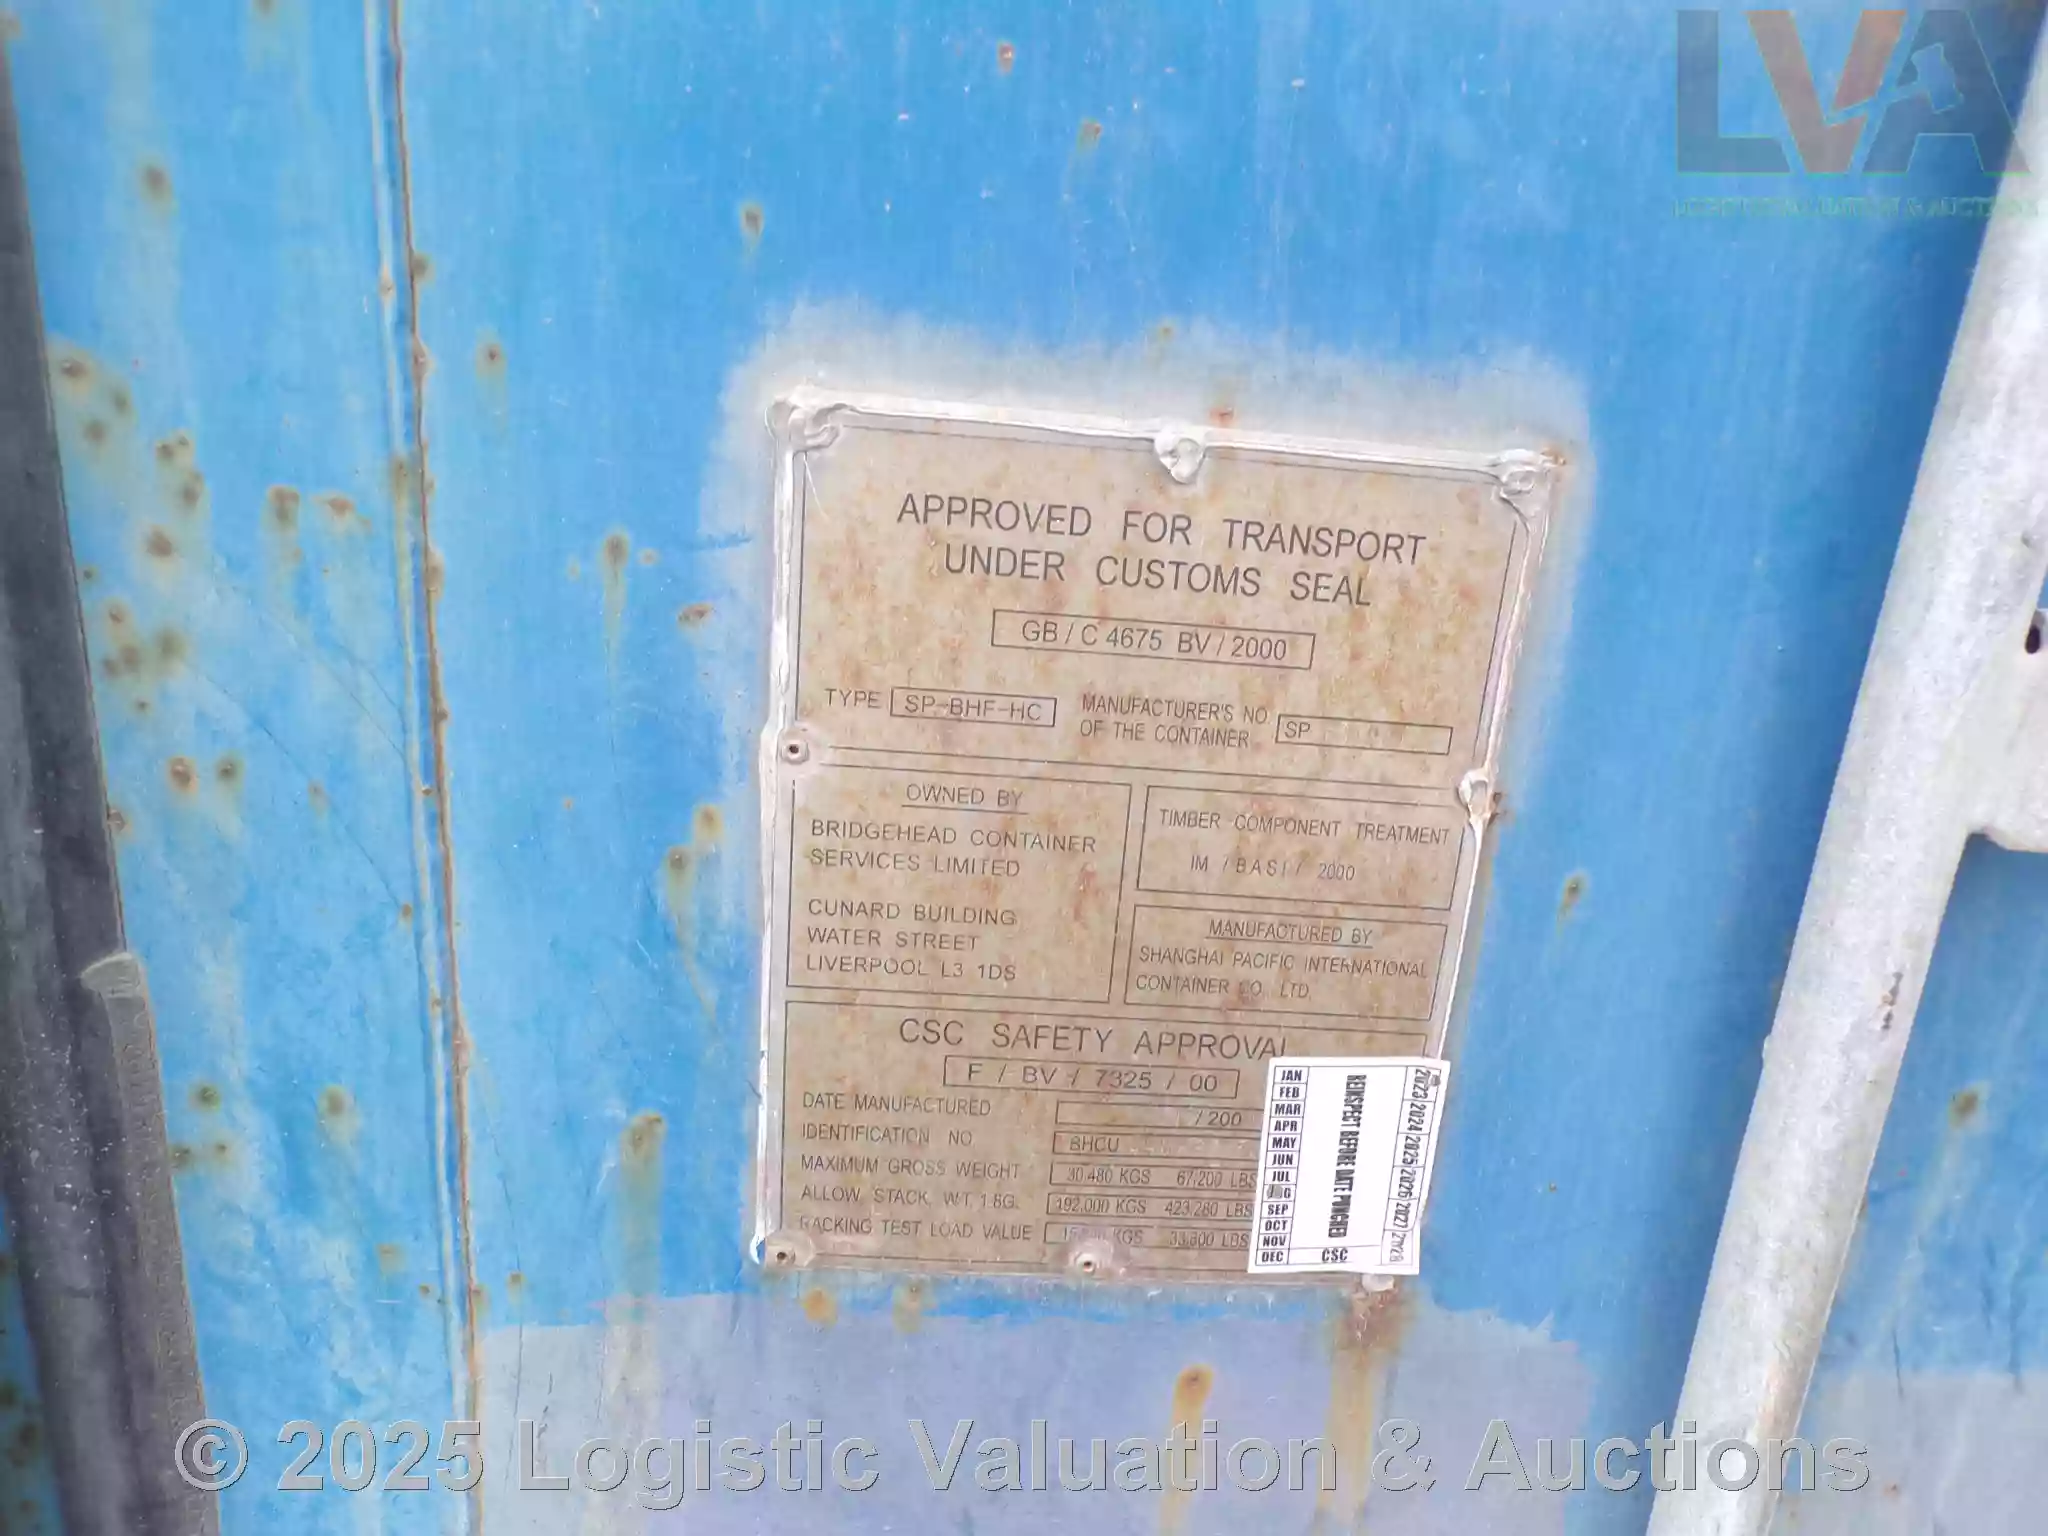 LVA
APPROVED FOR TRANSPORT
UNDER CUSTOMS SEAL
GB / C 4675 BV / 2000
TYPE SP-BHF-HC
MANUFACTURER'S NO.
OF THE CONTAINER
SP
OWNED BY
BRIDGEHEAD CONTAINER
SERVICES LIMITED
CUNARD BUILDING
WATER STREET
LIVERPOOL L3 1DS
TIMBER COMPONENT TREATMENT
IM / BASI / 2000
MANUFACTURED BY
SHANGHAI PACIFIC INTERNATIONAL
CONTAINER CO. LTD.
CSC SAFETY APPROVAL
F / BV / 7325 / 00
DATE MANUFACTURED / 200
IDENTIFICATION NO. BHCU
MAXIMUM GROSS WEIGHT 30,480 KGS 67,200 LBS
ALLOW. STACK. WT. 1.8G. 192,000 KGS 423,280 LBS
RACKING TEST LOAD VALUE KGS LBS
JAN
FEB
MAR
APR
MAY
JUN
JUL
SEP
OCT
NOV
DEC
REINSPECT BEFORE DATE PUNCHED
CSC
2023 2024 2025 2026 2027 2028
© 2025 Logistic Valuation & Auctions